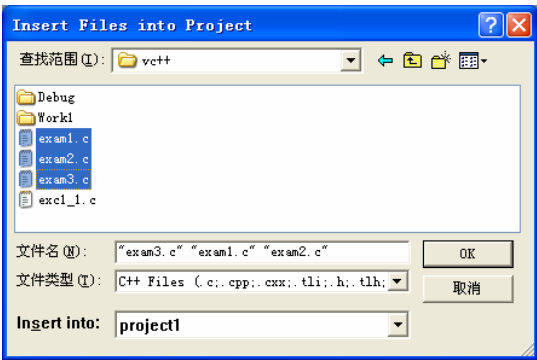 Insert Files into Project
查找范围(I): vc++
Debug
Work1
exam1.c
exam2.c
exam3.c
exc1_1.c
文件名(N): "exam3.c" "exam1.c" "exam2.c" OK
文件类型(T): C++ Files (.c;.cpp;.cxx;.tli;.h;.tlh; 取消
Insert into: project1